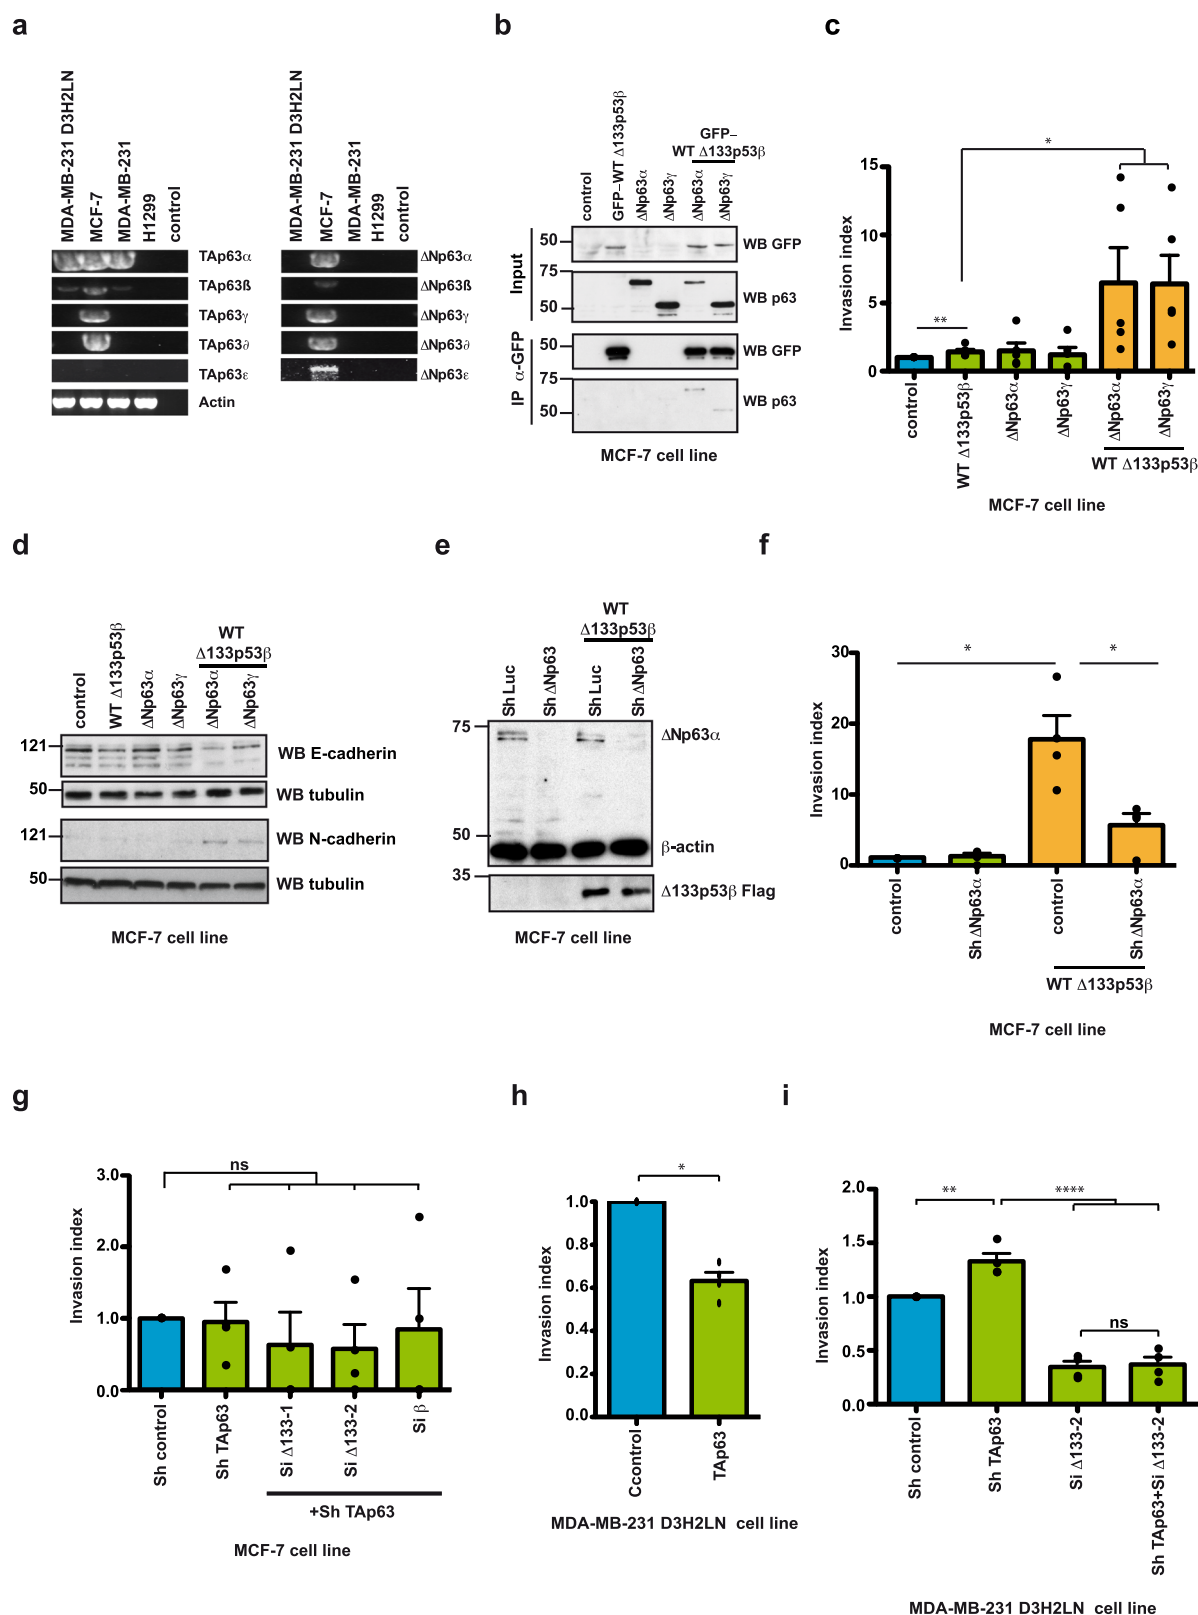 a
MDA-MB-231 D3H2LN
MCF-7
MDA-MB-231
H1299
control
TAp63α
TAp63ß
TAp63γ
TAp63∂
TAp63ε
Actin
MDA-MB-231 D3H2LN
MCF-7
MDA-MB-231
H1299
control
ΔNp63α
ΔNp63ß
ΔNp63γ
ΔNp63∂
ΔNp63ε
b
control
GFP–WT Δ133p53β
ΔNp63α
ΔNp63γ
GFP–
WT Δ133p53β
ΔNp63α
ΔNp63γ
Input
IP α-GFP
50
WB GFP
75
50
WB p63
50
WB GFP
75
50
WB p63
MCF-7 cell line
c
Invasion index
15
10
5
0
**
*
control
WT Δ133p53β
ΔNp63α
ΔNp63γ
ΔNp63α
ΔNp63γ
WT Δ133p53β
MCF-7 cell line
d
control
WT Δ133p53β
ΔNp63α
ΔNp63γ
WT
Δ133p53β
ΔNp63α
ΔNp63γ
121
WB E-cadherin
50
WB tubulin
121
WB N-cadherin
50
WB tubulin
MCF-7 cell line
e
WT
Δ133p53β
Sh Luc
Sh ΔNp63
Sh Luc
Sh ΔNp63
75
ΔNp63α
50
β-actin
35
Δ133p53β Flag
MCF-7 cell line
f
Invasion index
30
20
10
0
*
*
control
Sh ΔNp63α
control
Sh ΔNp63α
WT Δ133p53β
MCF-7 cell line
g
Invasion index
3.0
2.0
1.0
0.0
ns
Sh control
Sh TAp63
Si Δ133-1
Si Δ133-2
Si β
+Sh TAp63
MCF-7 cell line
h
Invasion index
1.0
0.8
0.6
0.4
0.2
0.0
*
Ccontrol
TAp63
MDA-MB-231 D3H2LN cell line
i
Invasion index
2.0
1.5
1.0
0.5
0.0
**
****
ns
Sh control
Sh TAp63
Si Δ133-2
Sh TAp63+Si Δ133-2
MDA-MB-231 D3H2LN cell line